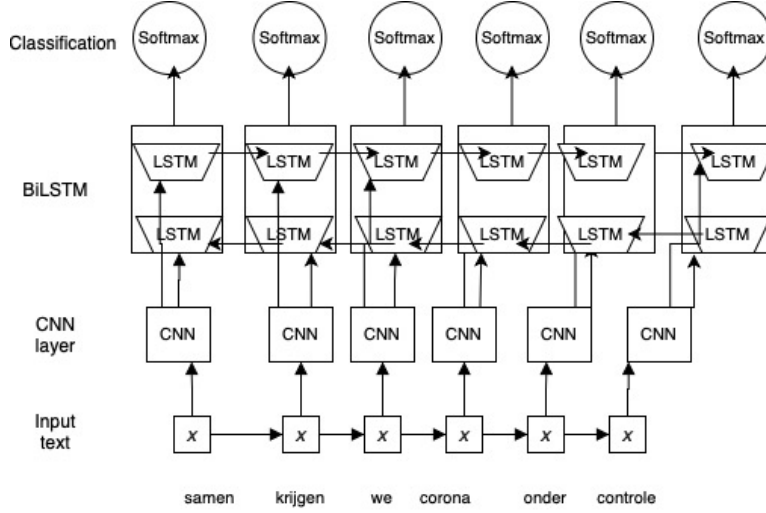 Classification Softmax Softmax Softmax Softmax Softmax Softmax
LSTM LSTM LSTM LSTM LSTM LSTM
BiLSTM
LSTM LSTM LSTM LSTM LSTM LSTM
CNN
layer
CNN CNN CNN CNN CNN CNN
Input
text
x x x x x x
samen krijgen we corona onder controle